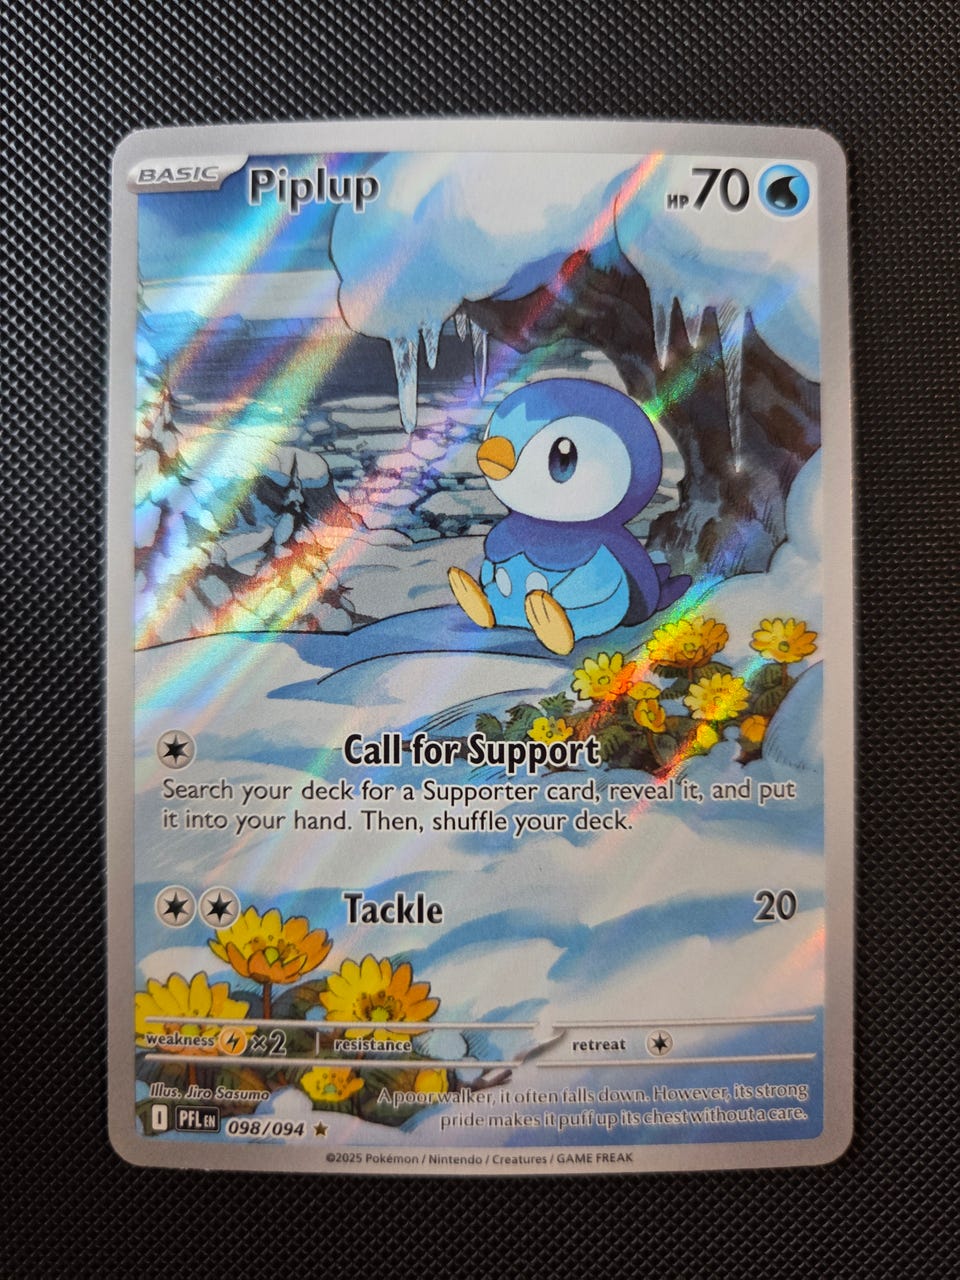 BASIC Piplup HP 70
Call for Support
Search your deck for a Supporter card, reveal it, and put
it into your hand. Then, shuffle your deck.
Tackle 20
weakness ×2 resistance retreat
Illus. Jiro Sasumo
A poor walker, it often falls down. However, its strong
pride makes it puff up its chest without a care.
I PFL EN 098/094
©2025 Pokémon / Nintendo / Creatures / GAME FREAK